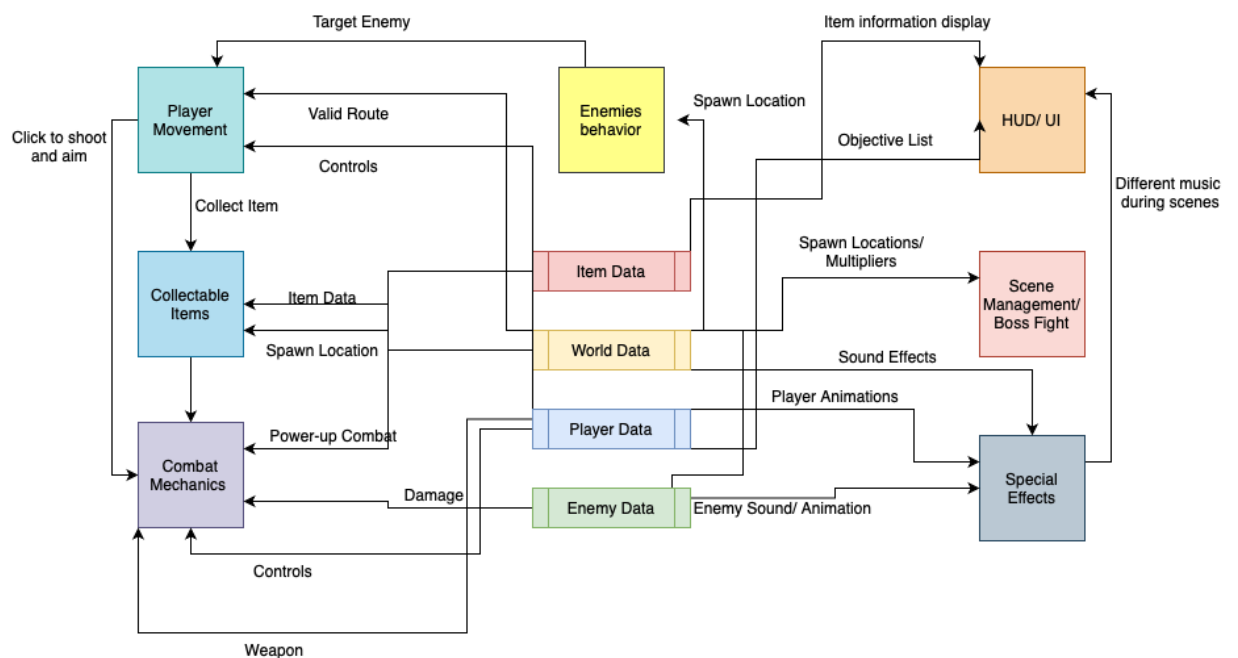 Target Enemy
Item information display
Player
Movement
Valid Route
Enemies
behavior
Spawn Location
HUD/ UI
Click to shoot
and aim
Controls
Objective List
Different music
during scenes
Collect Item
Collectable
Items
Item Data
Spawn Location
Item Data
Spawn Locations/
Multipliers
Scene
Management/
Boss Fight
World Data
Sound Effects
Player Animations
Power-up Combat
Player Data
Combat
Mechanics
Damage
Enemy Data
Enemy Sound/ Animation
Special
Effects
Controls
Weapon